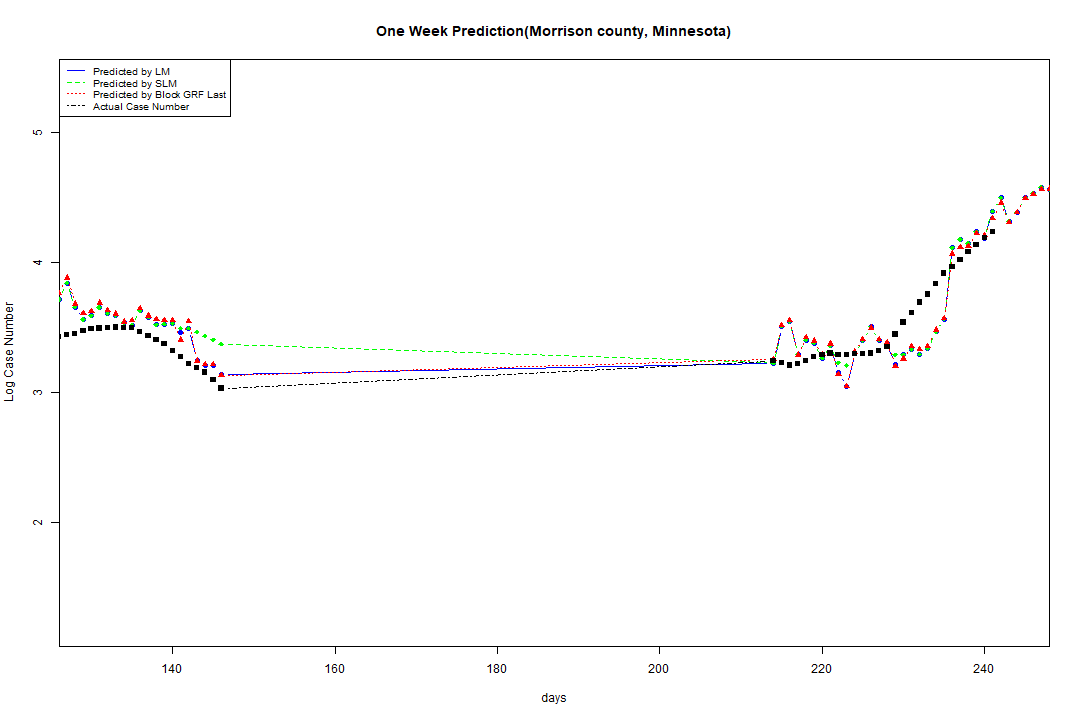 One Week Prediction(Morrison county, Minnesota)
Predicted by LM
Predicted by SLM
Predicted by Block GRF Last
Actual Case Number
5
4
3
2
Log Case Number
140 160 180 200 220 240
days